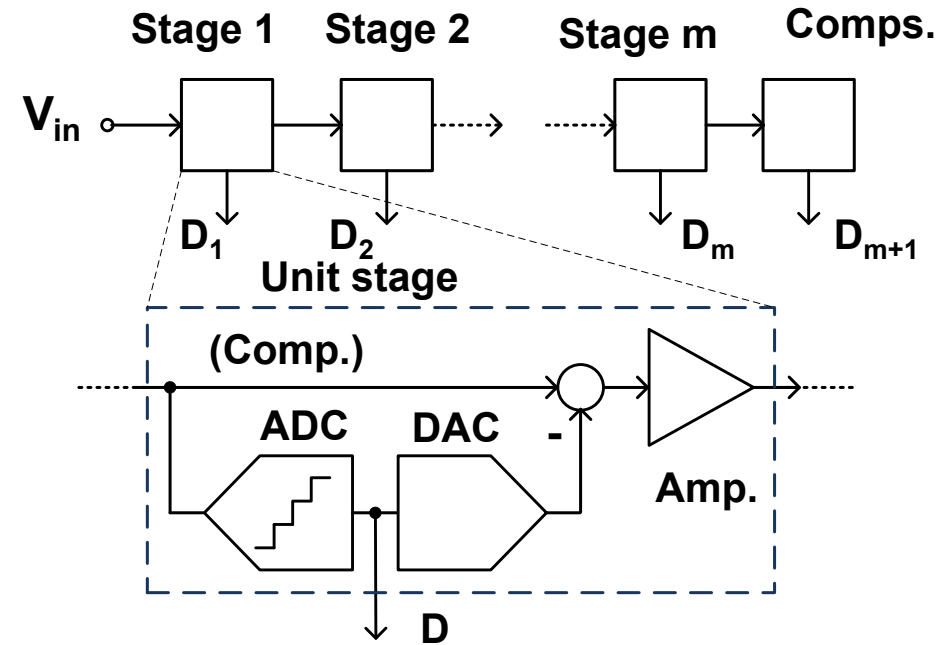 Stage 1
Stage 2
Stage m
Comps.
Vin
D1
D2
Dm
Dm+1
Unit stage
(Comp.)
ADC
DAC
-
Amp.
D